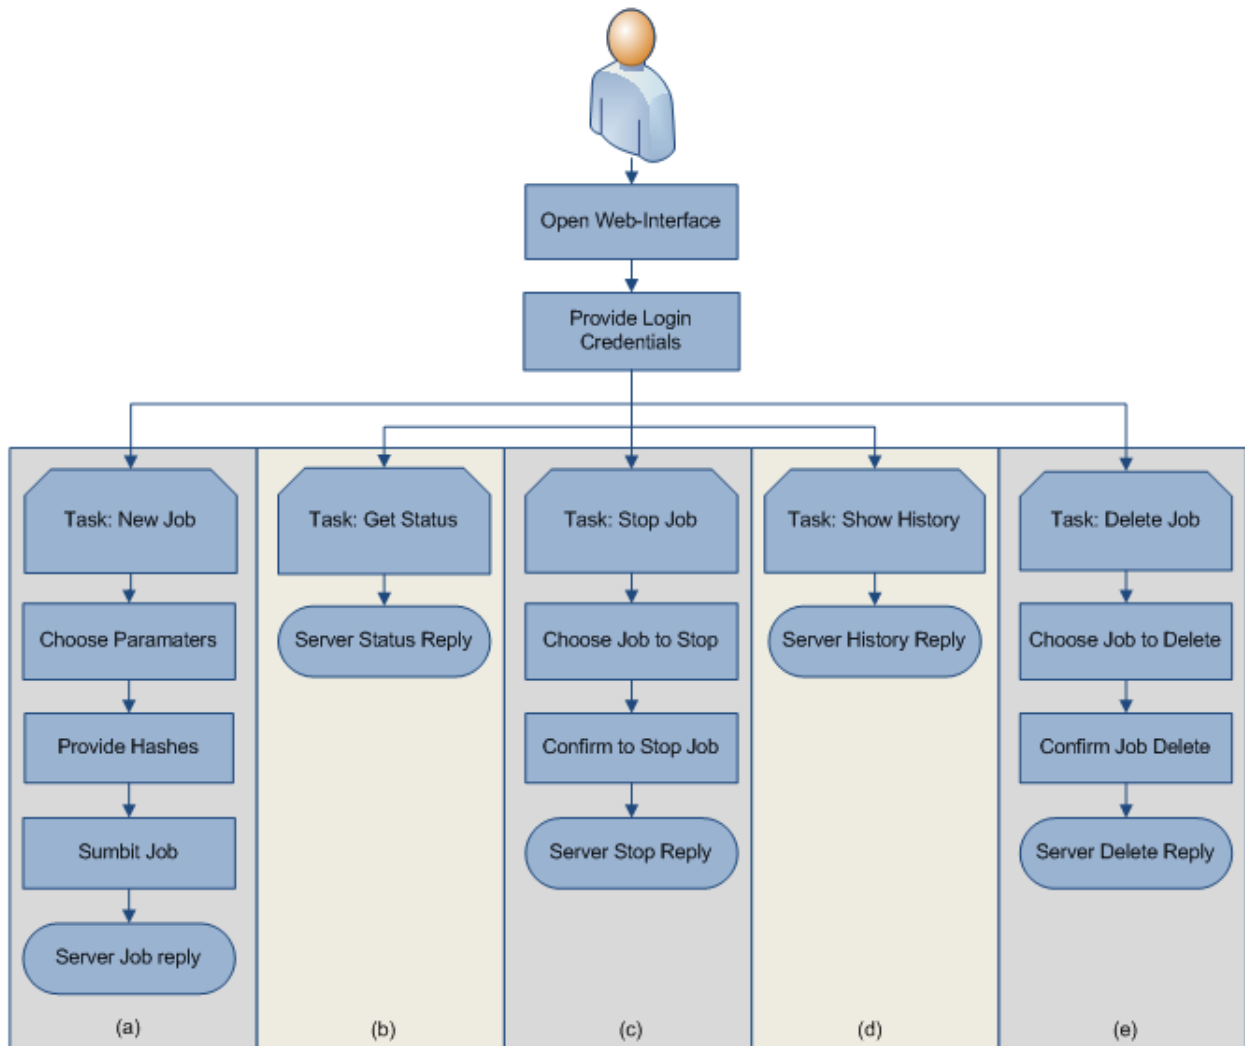 Open Web-Interface
Provide Login
Credentials
Task: New Job
Task: Get Status
Task: Stop Job
Task: Show History
Task: Delete Job
Choose Paramaters
Server Status Reply
Choose Job to Stop
Server History Reply
Choose Job to Delete
Provide Hashes
Confirm to Stop Job
Confirm Job Delete
Sumbit Job
Server Stop Reply
Server Delete Reply
Server Job reply
(a)
(b)
(c)
(d)
(e)